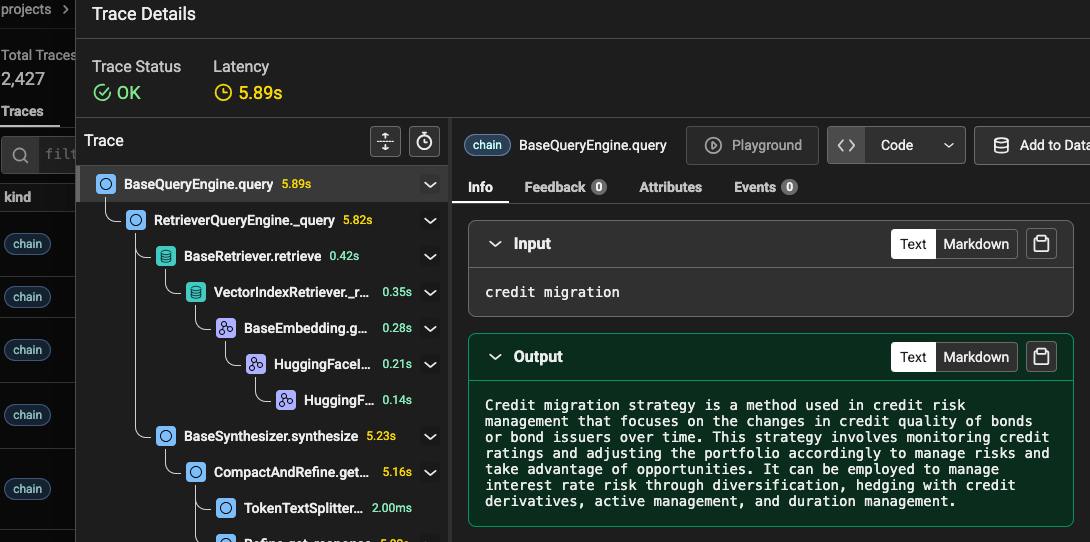 projects >
Trace Details
Total Traces
2,427
Traces
filt
kind
chain
chain
chain
chain
chain
Trace Status
Latency
OK
5.89s
Trace
BaseQueryEngine.query 5.89s
RetrieverQueryEngine._query 5.82s
BaseRetriever.retrieve 0.42s
VectorIndexRetriever._r... 0.35s
BaseEmbedding.g... 0.28s
HuggingFaceI... 0.21s
HuggingF... 0.14s
BaseSynthesizer.synthesize 5.23s
CompactAndRefine.get... 5.16s
TokenTextSplitter... 2.00ms
chain BaseQueryEngine.query
Playground
Code
Add to Data
Info Feedback 0 Attributes Events 0
Input
Text Markdown
credit migration
Output
Text Markdown
Credit migration strategy is a method used in credit risk
management that focuses on the changes in credit quality of bonds
or bond issuers over time. This strategy involves monitoring credit
ratings and adjusting the portfolio accordingly to manage risks and
take advantage of opportunities. It can be employed to manage
interest rate risk through diversification, hedging with credit
derivatives, active management, and duration management.